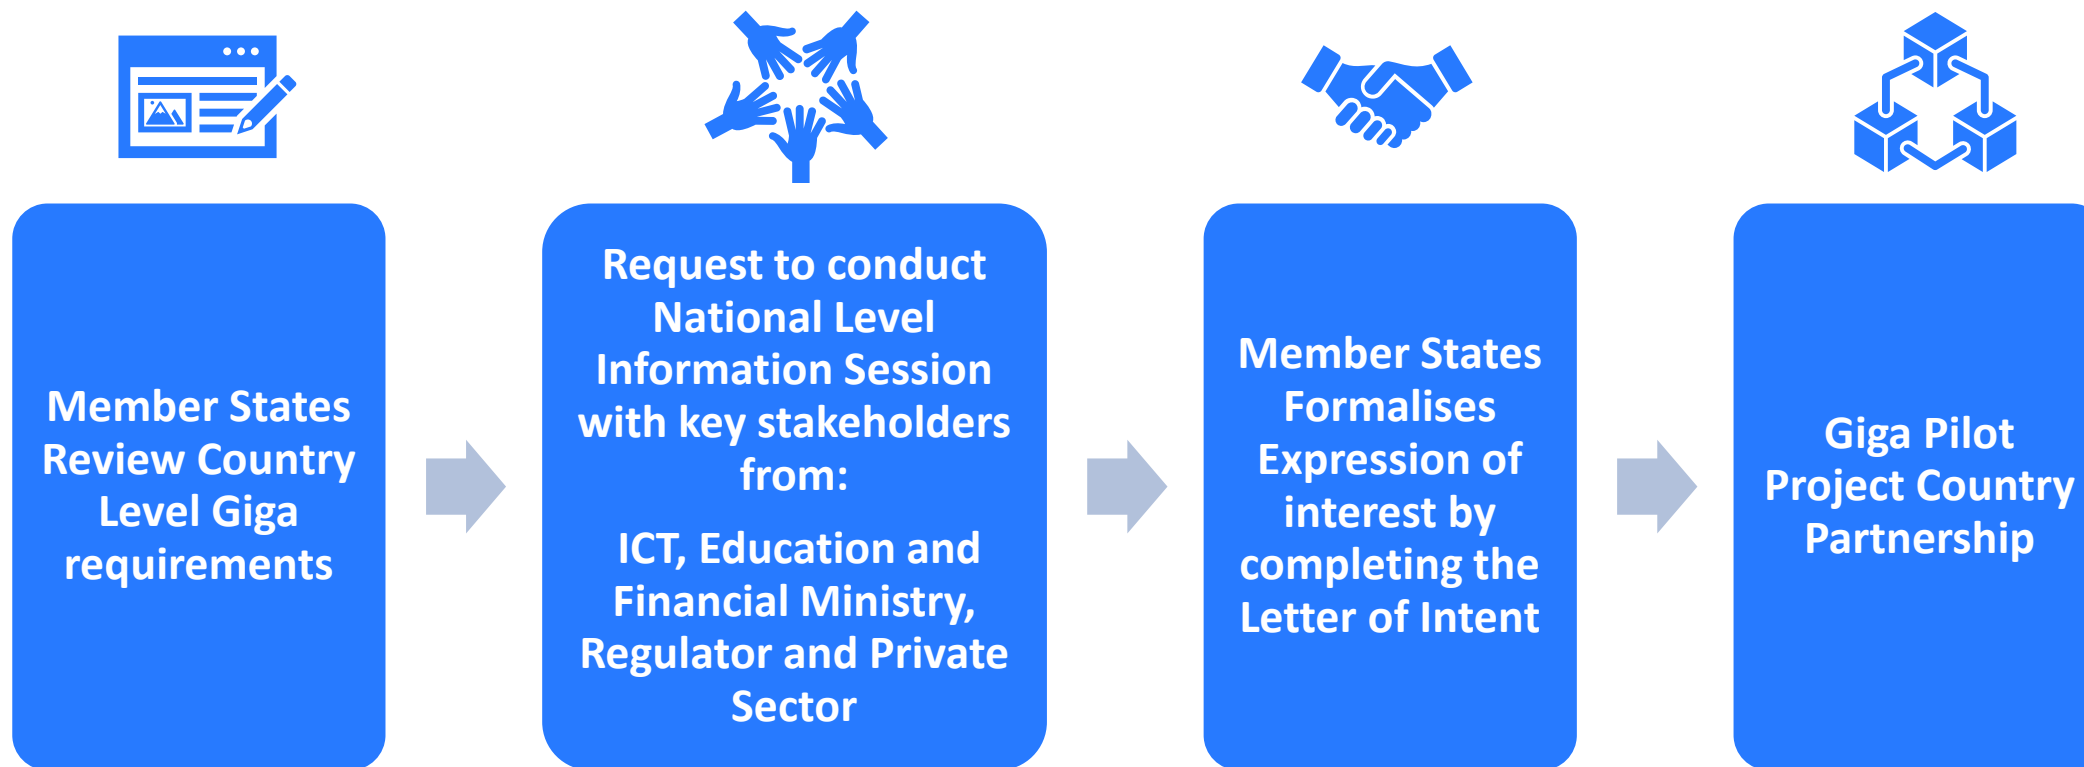 Member States
Review Country
Level Giga
requirements
Request to conduct
National Level
Information Session
with key stakeholders
from:
ICT, Education and
Financial Ministry,
Regulator and Private
Sector
Member States
Formalises
Expression of
interest by
completing the
Letter of Intent
Giga Pilot
Project Country
Partnership